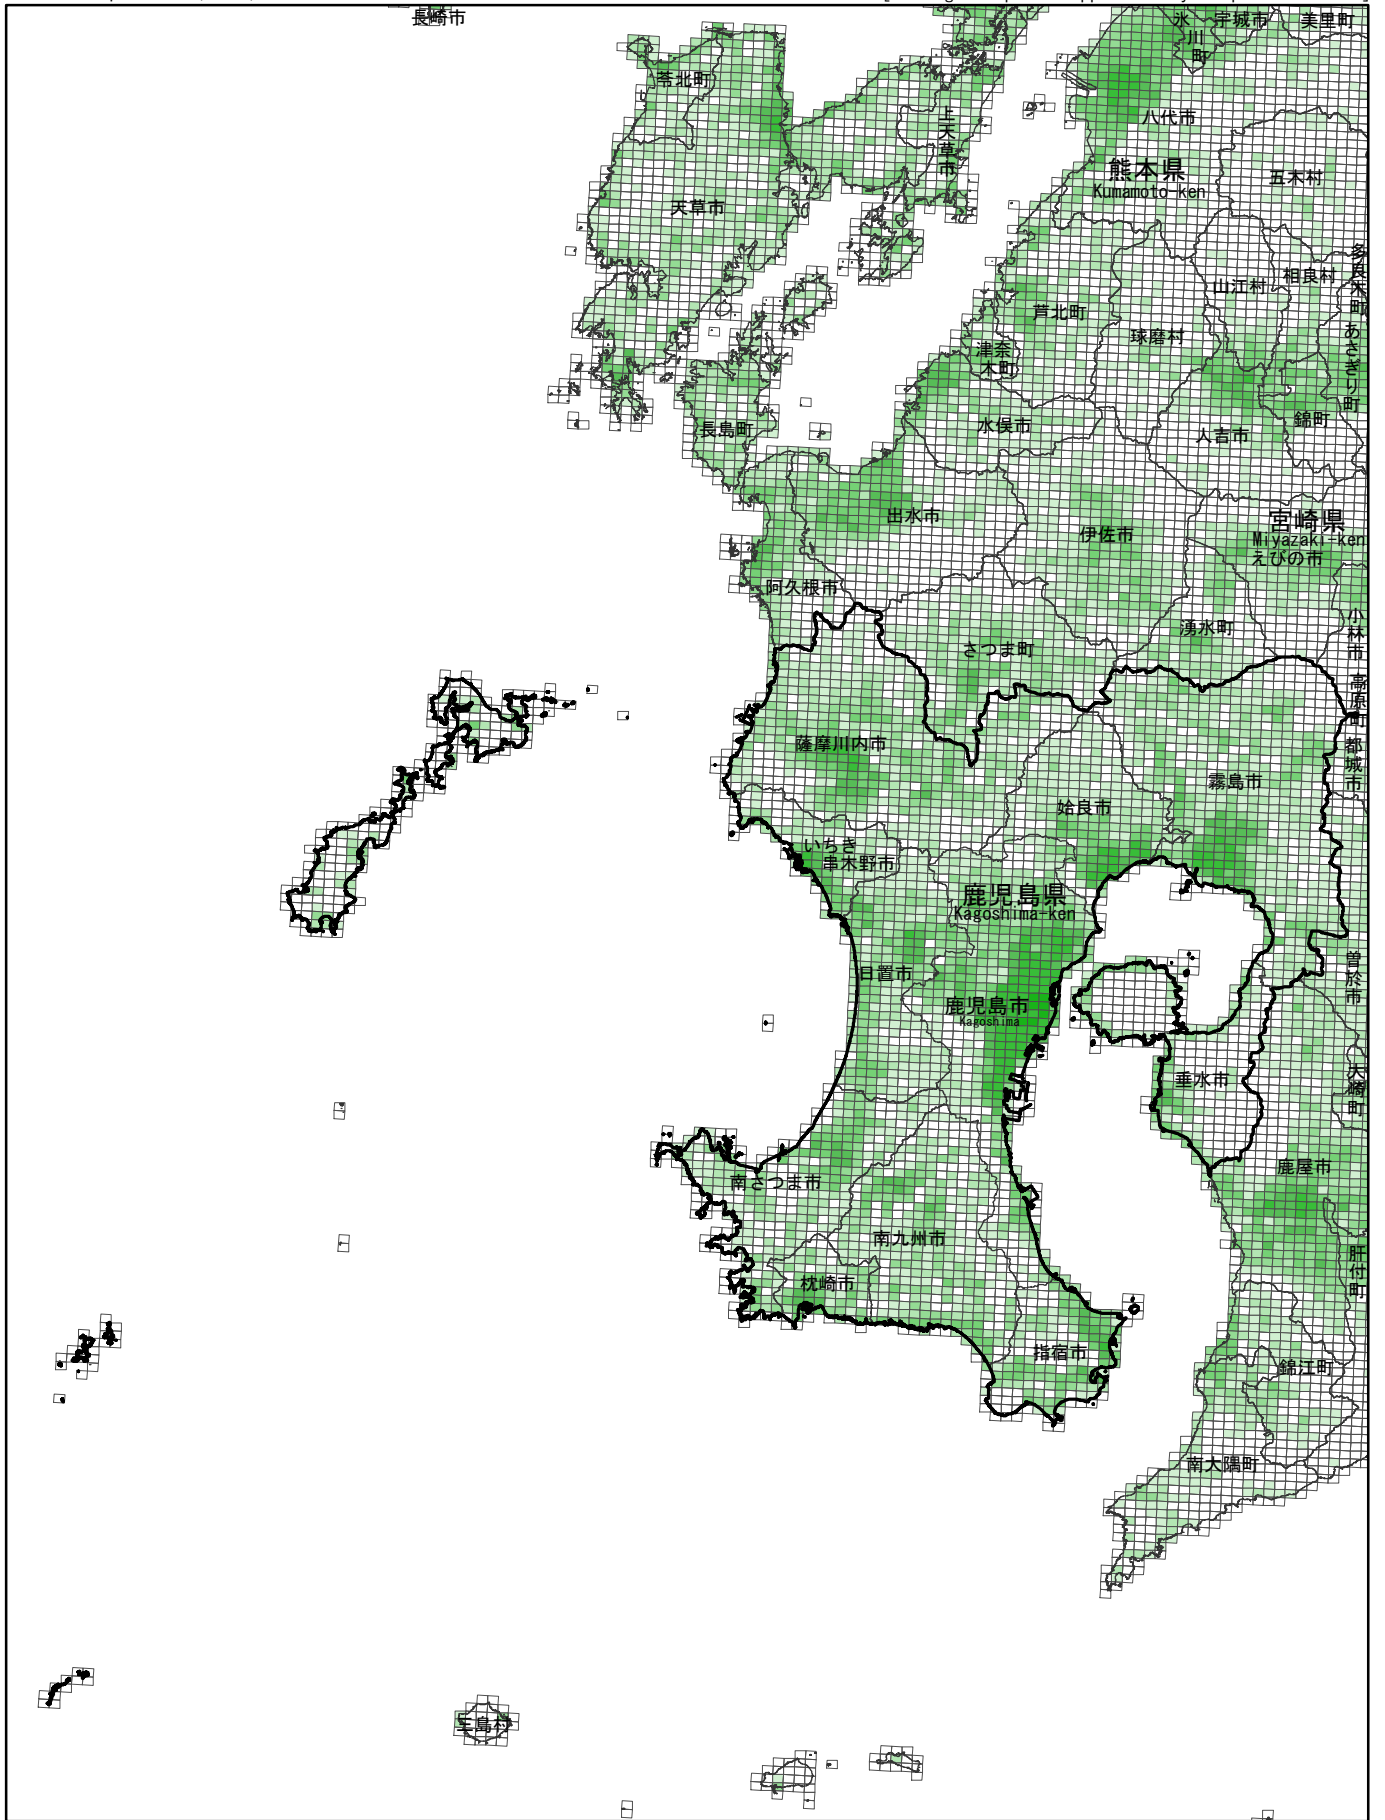 長崎市
氷川町
宇城市
美里町
苓北町
上天草市
八代市
熊本県
Kumamoto-ken
五木村
天草市
多良木町
相良村
山江村
芦北町
球磨村
あさぎり町
津奈
木町
錦町
長島町
水俣市
人吉市
出水市
伊佐市
宮崎県
Miyazaki-ken
えびの市
阿久根市
小林市
湧水町
さつま町
高原町
薩摩川内市
都城市
霧島市
姶良市
いちき
串木野市
鹿児島県
Kagoshima-ken
日置市
曽於市
鹿児島市
Kagoshima
垂水市
大崎町
鹿屋市
南さつま市
南九州市
肝付町
枕崎市
指宿市
錦江町
南大隅町
三島村